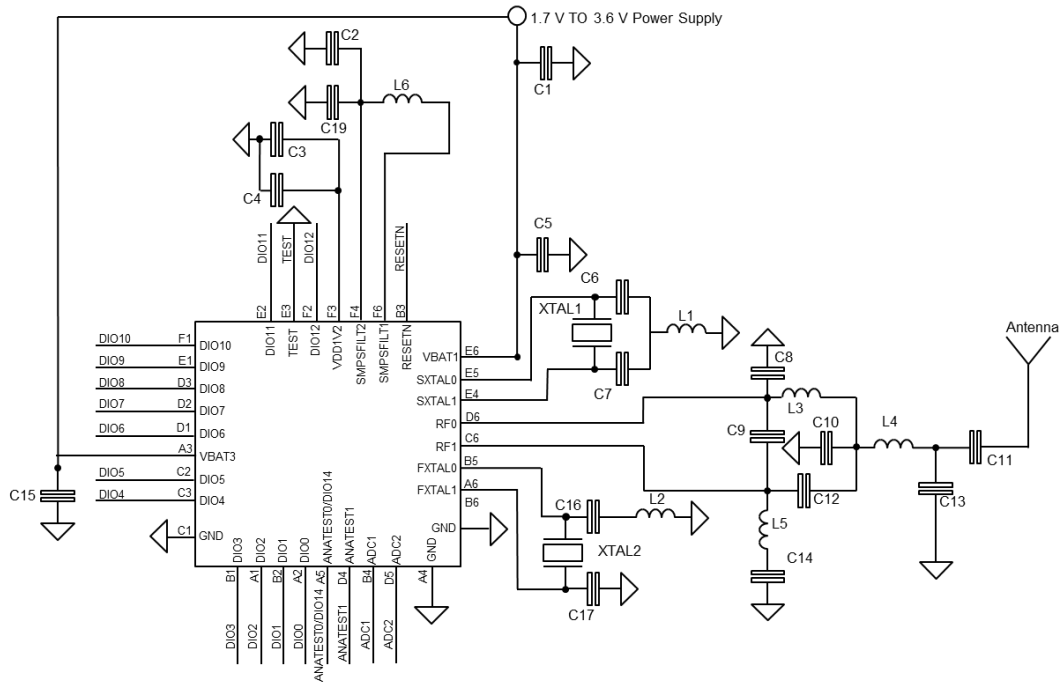 1.7 V TO 3.6 V Power Supply
C2
C1
L6
C19
C3
C4
C5
DIO11
TEST
DIO12
RESETN
C6
XTAL1
L1
C7
E2
E3
F2
F3
F4
F6
B3
DIO11
TEST
DIO12
VDD1V2
SMPSFILT2
SMPSFILT1
RESETN
Antenna
DIO10 F1 DIO10
DIO9 E1 DIO9
DIO8 D3 DIO8
DIO7 D2 DIO7
DIO6 D1 DIO6
A3 VBAT3
DIO5 C2 DIO5
DIO4 C3 DIO4
C1 GND
C15
VBAT1 E6
SXTAL0 E5
SXTAL1 E4
RF0 D6
RF1 C6
FXTAL0 B5
FXTAL1 A6
B6
GND
C8
L3
C9
C10
L4
C11
C12
C13
L5
C14
C16
L2
XTAL2
C17
DIO3
DIO2
DIO1
DIO0
ANATEST0/DIO14
ANATEST1
ADC1
ADC2
GND
B1
A1
B2
A2
A5
D4
B4
D5
A4
DIO3
DIO2
DIO1
DIO0
ANATEST0/DIO14
ANATEST1
ADC1
ADC2